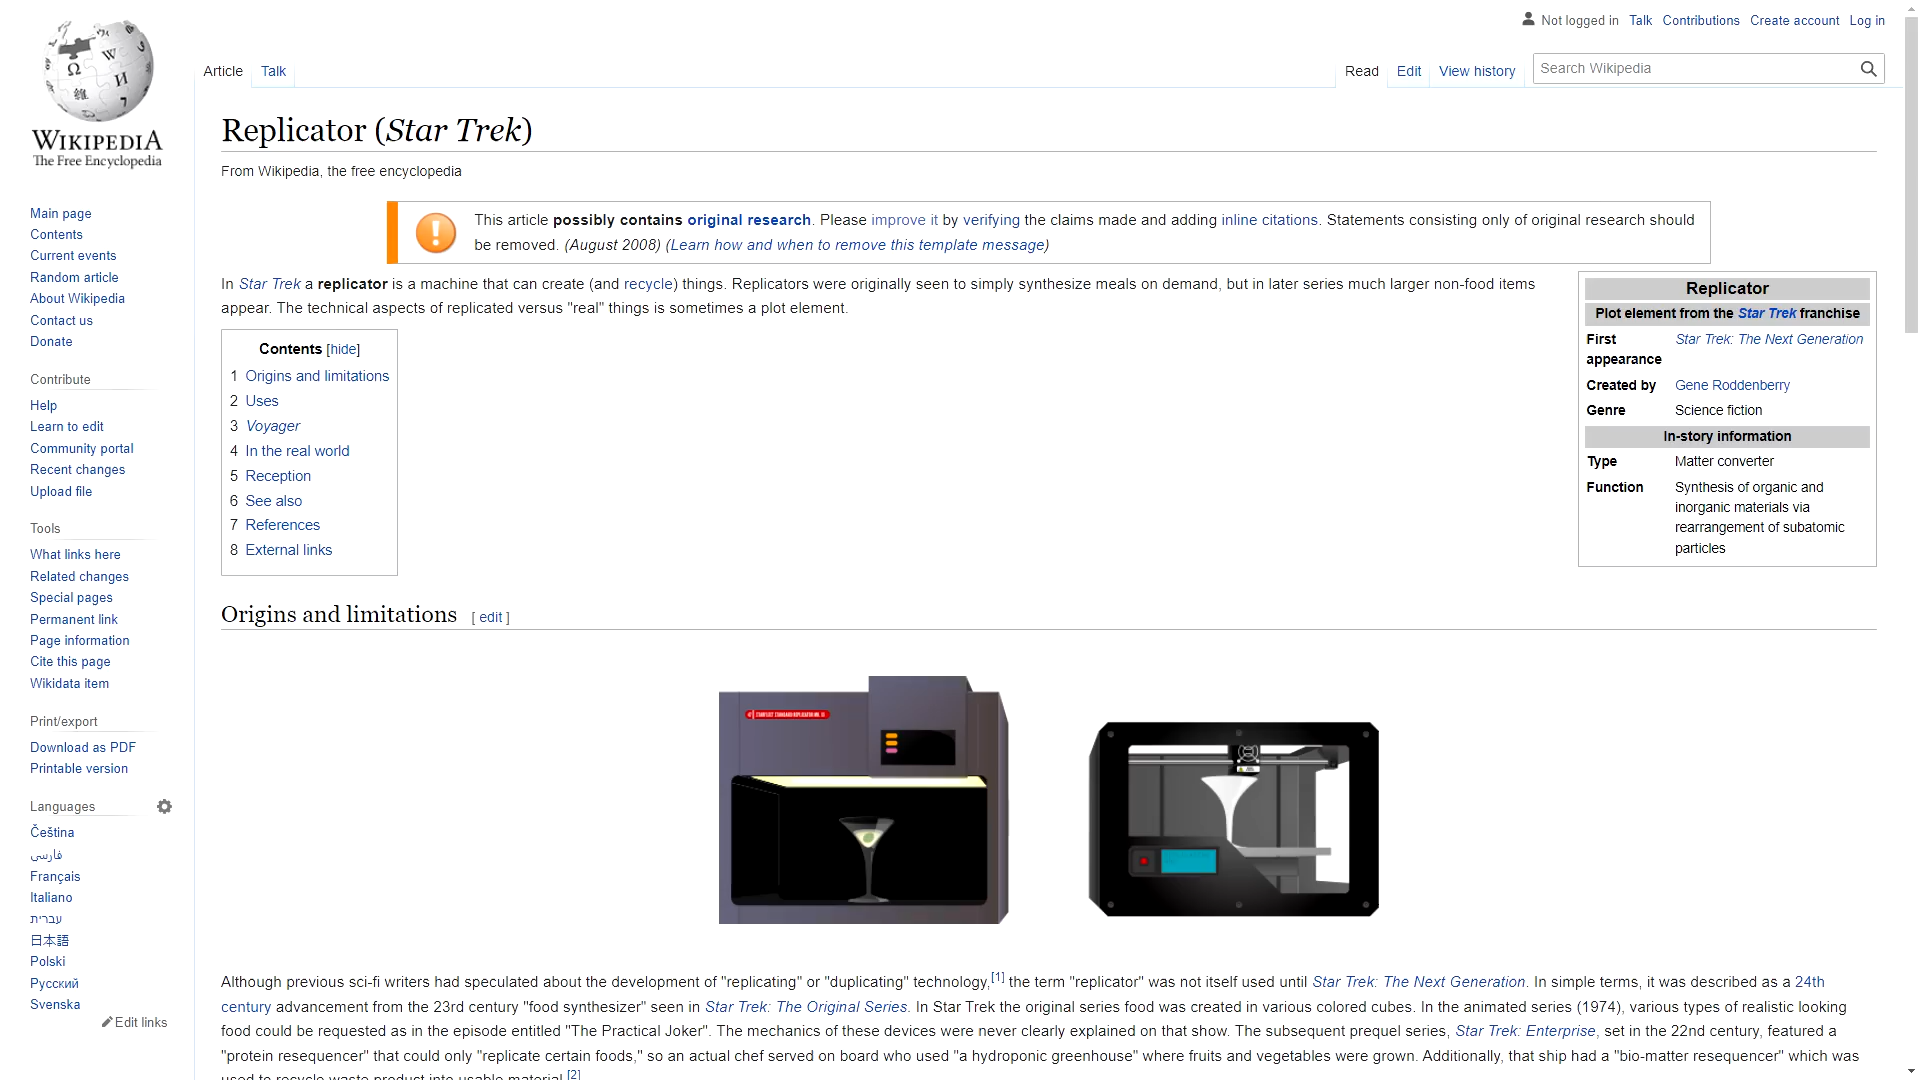 Not logged in Talk Contributions Create account Log in
WIKIPEDIA
The Free Encyclopedia
Article Talk
Read Edit View history
Search Wikipedia
Main page
Contents
Current events
Random article
About Wikipedia
Contact us
Donate
Contribute
Help
Learn to edit
Community portal
Recent changes
Upload file
Tools
What links here
Related changes
Special pages
Permanent link
Page information
Cite this page
Wikidata item
Print/export
Download as PDF
Printable version
Languages
Čeština
فارسی
Français
Italiano
עברית
日本語
Polski
Русский
Svenska
Edit links
Replicator (Star Trek)
From Wikipedia, the free encyclopedia
This article possibly contains original research. Please improve it by verifying the claims made and adding inline citations. Statements consisting only of original research should
be removed. (August 2008) (Learn how and when to remove this template message)
In Star Trek a replicator is a machine that can create (and recycle) things. Replicators were originally seen to simply synthesize meals on demand, but in later series much larger non-food items
appear. The technical aspects of replicated versus "real" things is sometimes a plot element.
Replicator
Plot element from the Star Trek franchise
First Star Trek: The Next Generation
appearance
Created by Gene Roddenberry
Genre Science fiction
In-story information
Type Matter converter
Function Synthesis of organic and
inorganic materials via
rearrangement of subatomic
particles
Contents [hide]
1 Origins and limitations
2 Uses
3 Voyager
4 In the real world
5 Reception
6 See also
7 References
8 External links
Origins and limitations [ edit ]
Although previous sci-fi writers had speculated about the development of "replicating" or "duplicating" technology,[1] the term "replicator" was not itself used until Star Trek: The Next Generation. In simple terms, it was described as a 24th
century advancement from the 23rd century "food synthesizer" seen in Star Trek: The Original Series. In Star Trek the original series food was created in various colored cubes. In the animated series (1974), various types of realistic looking
food could be requested as in the episode entitled "The Practical Joker". The mechanics of these devices were never clearly explained on that show. The subsequent prequel series, Star Trek: Enterprise, set in the 22nd century, featured a
"protein resequencer" that could only "replicate certain foods," so an actual chef served on board who used "a hydroponic greenhouse" where fruits and vegetables were grown. Additionally, that ship had a "bio-matter resequencer" which was
used to recycle waste product into usable material.[2]